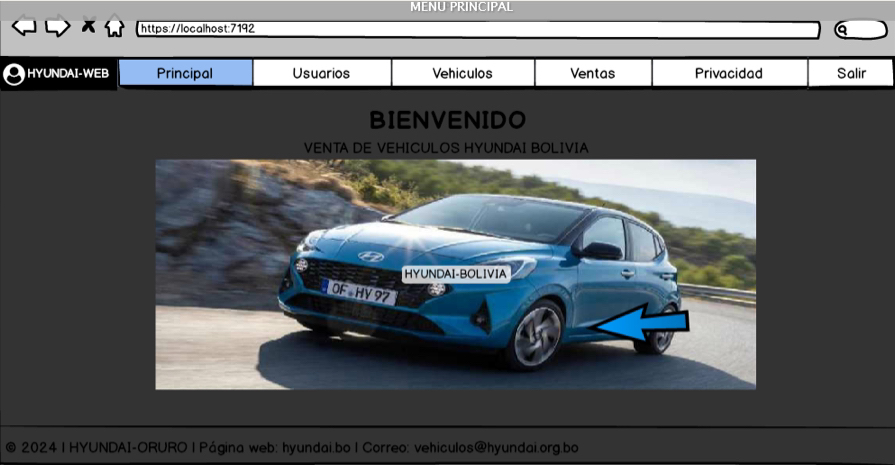 MENU PRINCIPAL
https://localhost:7192
HYUNDAI-WEB Principal Usuarios Vehiculos Ventas Privacidad Salir
BIENVENIDO
VENTA DE VEHICULOS HYUNDAI BOLIVIA
HYUNDAI-BOLIVIA
OF HV 97
© 2024 | HYUNDAI-ORURO | Página web: hyundai.bo | Correo: vehiculos@hyundai.org.bo